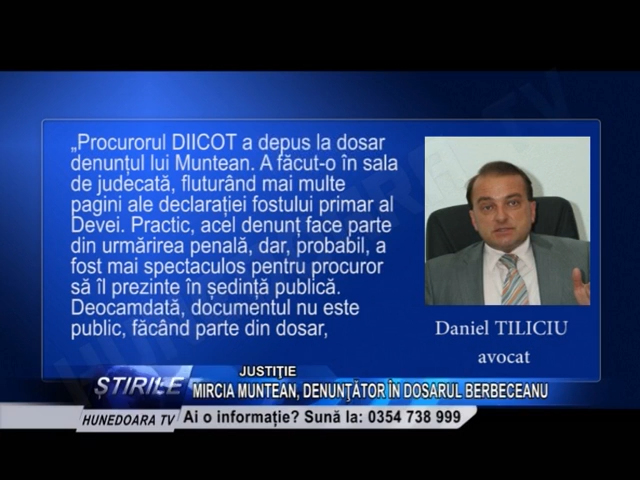 „Procurorul DIICOT a depus la dosar
denunțul lui Muntean. A făcut-o în sala
de judecată, fluturând mai multe
pagini ale declarației fostului primar al
Devei. Practic, acel denunț face parte
din urmărirea penală, dar, probabil, a
fost mai spectaculos pentru procuror
să îl prezinte în ședință publică.
Deocamdată, documentul nu este
public, făcând parte din dosar,
Daniel TILICIU
avocat
JUSTIŢIE
ȘTIRILE
MIRCIA MUNTEAN, DENUNŢĂTOR ÎN DOSARUL BERBECEANU
HUNEDOARA TV
Ai o informație? Sună la: 0354 738 999